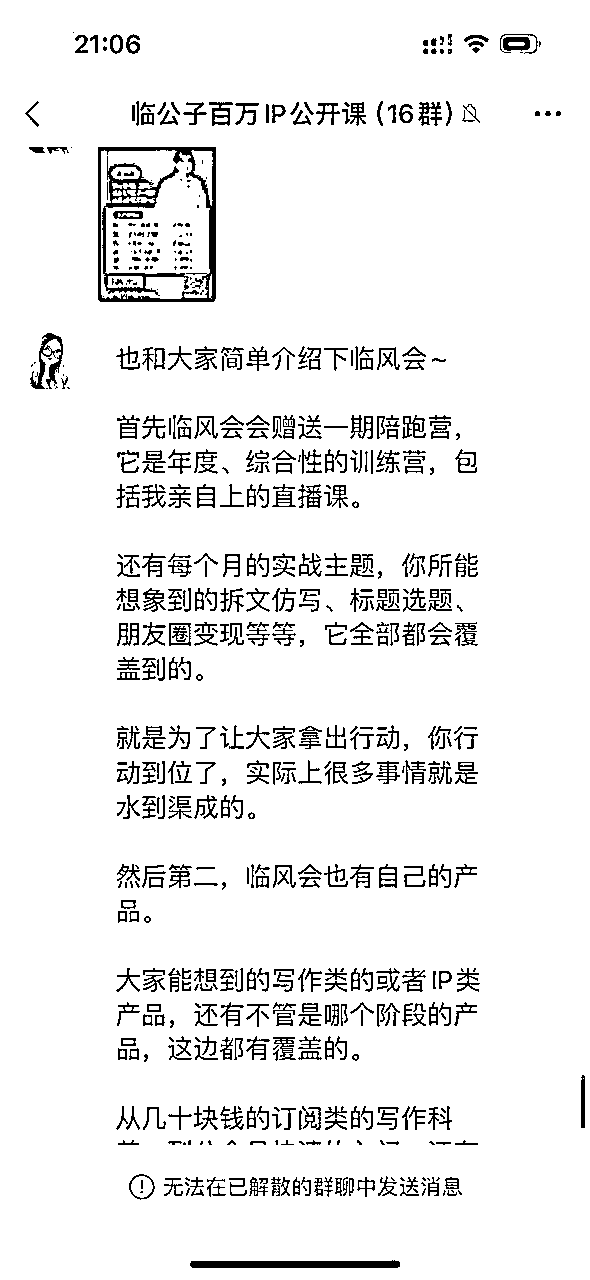 21:06
临公子百万IP公开课（16群）
也和大家简单介绍下临风会~
首先临风会会赠送一期陪跑营，
它是年度、综合性的训练营，包
括我亲自上的直播课。
还有每个月的实战主题，你所能
想象到的拆文仿写、标题选题、
朋友圈变现等等，它全部都会覆
盖到的。
就是为了让大家拿出行动，你行
动到位了，实际上很多事情就是
水到渠成的。
然后第二，临风会也有自己的产
品。
大家能想到的写作类的或者IP类
产品，还有不管是哪个阶段的产
品，这边都有覆盖的。
从几十块钱的订阅类的写作科
无法在已解散的群聊中发送消息